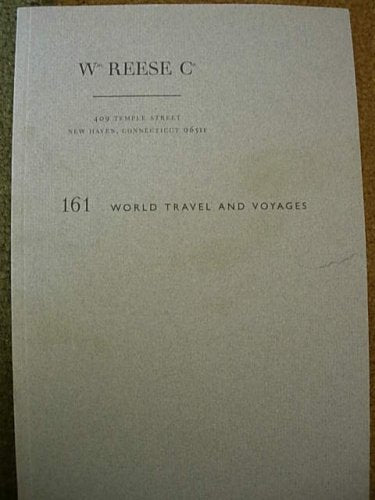 Wm REESE Co
409 TEMPLE STREET
NEW HAVEN, CONNECTICUT 06511
161 WORLD TRAVEL AND VOYAGES